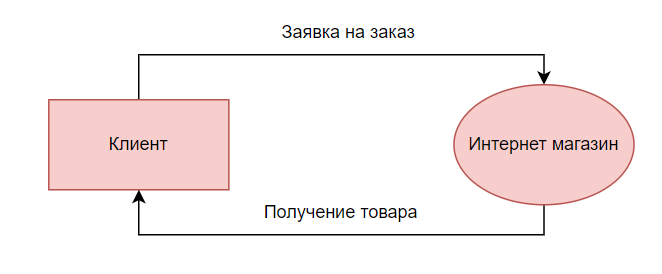 Заявка на заказ
Клиент
Интернет магазин
Получение товара